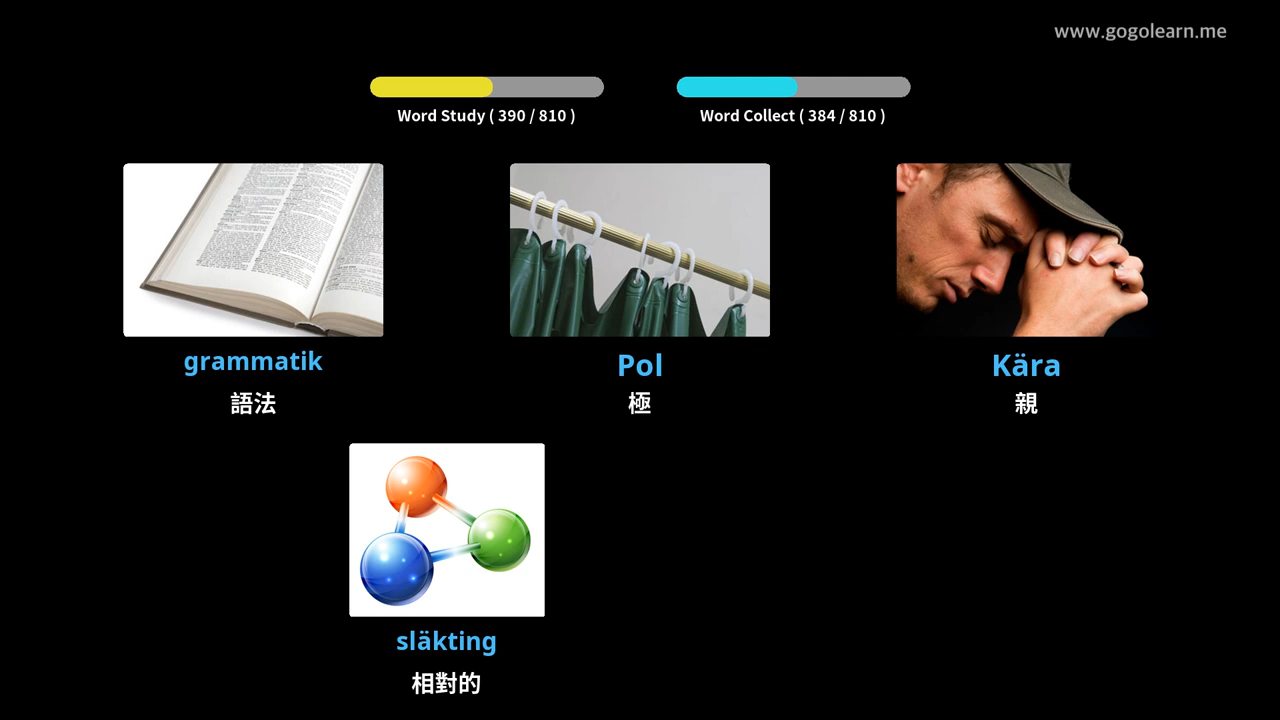 www.gogolearn.me
Word Study ( 390 / 810 )
Word Collect ( 384 / 810 )
grammatik
語法
Pol
極
Kära
親
släkting
相對的